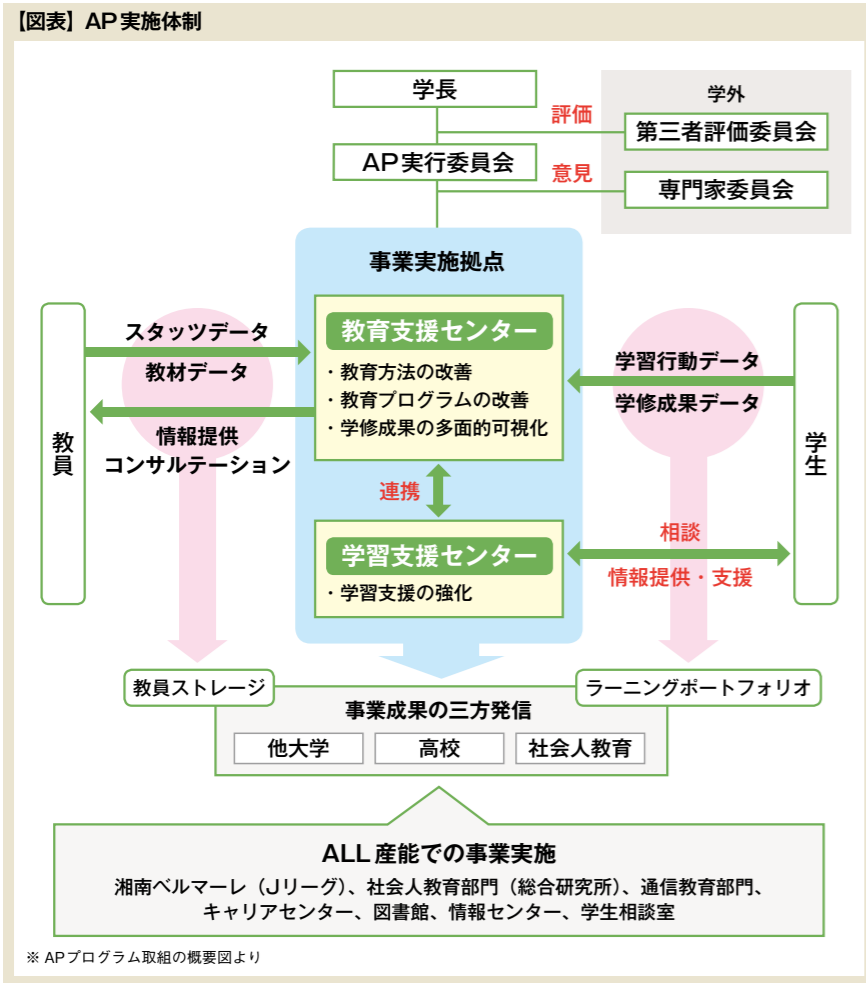 【図表】AP実施体制
学長
学外
評価
第三者評価委員会
AP実行委員会
意見
専門家委員会
事業実施拠点
教員
スタッツデータ
教材データ
情報提供
コンサルテーション
教育支援センター
・教育方法の改善
・教育プログラムの改善
・学修成果の多面的可視化
学習行動データ
学修成果データ
学生
連携
学習支援センター
・学習支援の強化
相談
情報提供・支援
教員ストレージ
ラーニングポートフォリオ
事業成果の三方発信
他大学
高校
社会人教育
ALL産能での事業実施
湘南ベルマーレ（Jリーグ）、社会人教育部門（総合研究所）、通信教育部門、
キャリアセンター、図書館、情報センター、学生相談室
※ APプログラム取組の概要図より